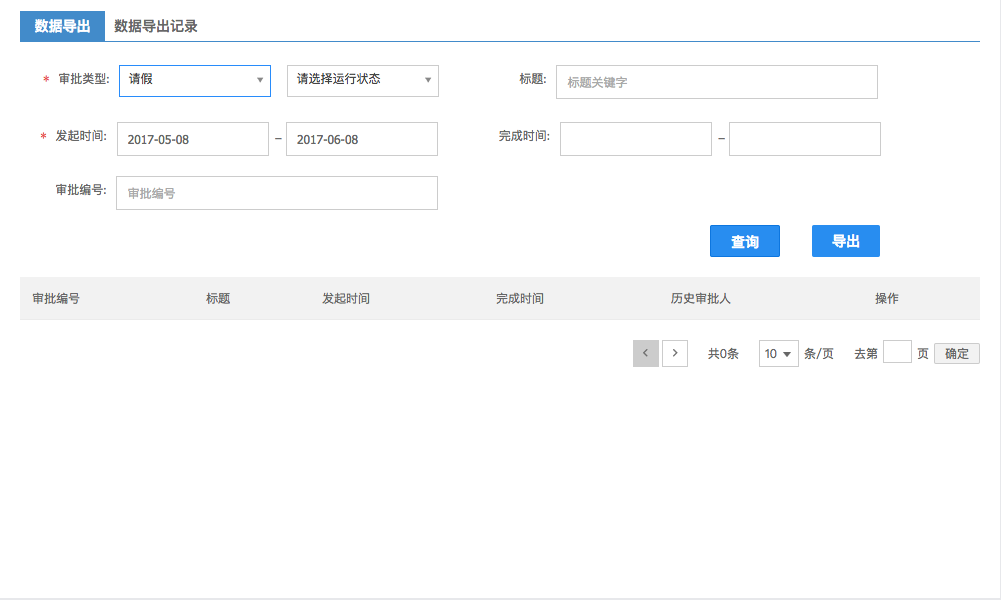 数据导出 数据导出记录
* 审批类型: 请假 请选择运行状态 标题: 标题关键字
* 发起时间: 2017-05-08 – 2017-06-08 完成时间: –
审批编号: 审批编号
查询 导出
审批编号 标题 发起时间 完成时间 历史审批人 操作
共0条 10 条/页 去第 页 确定